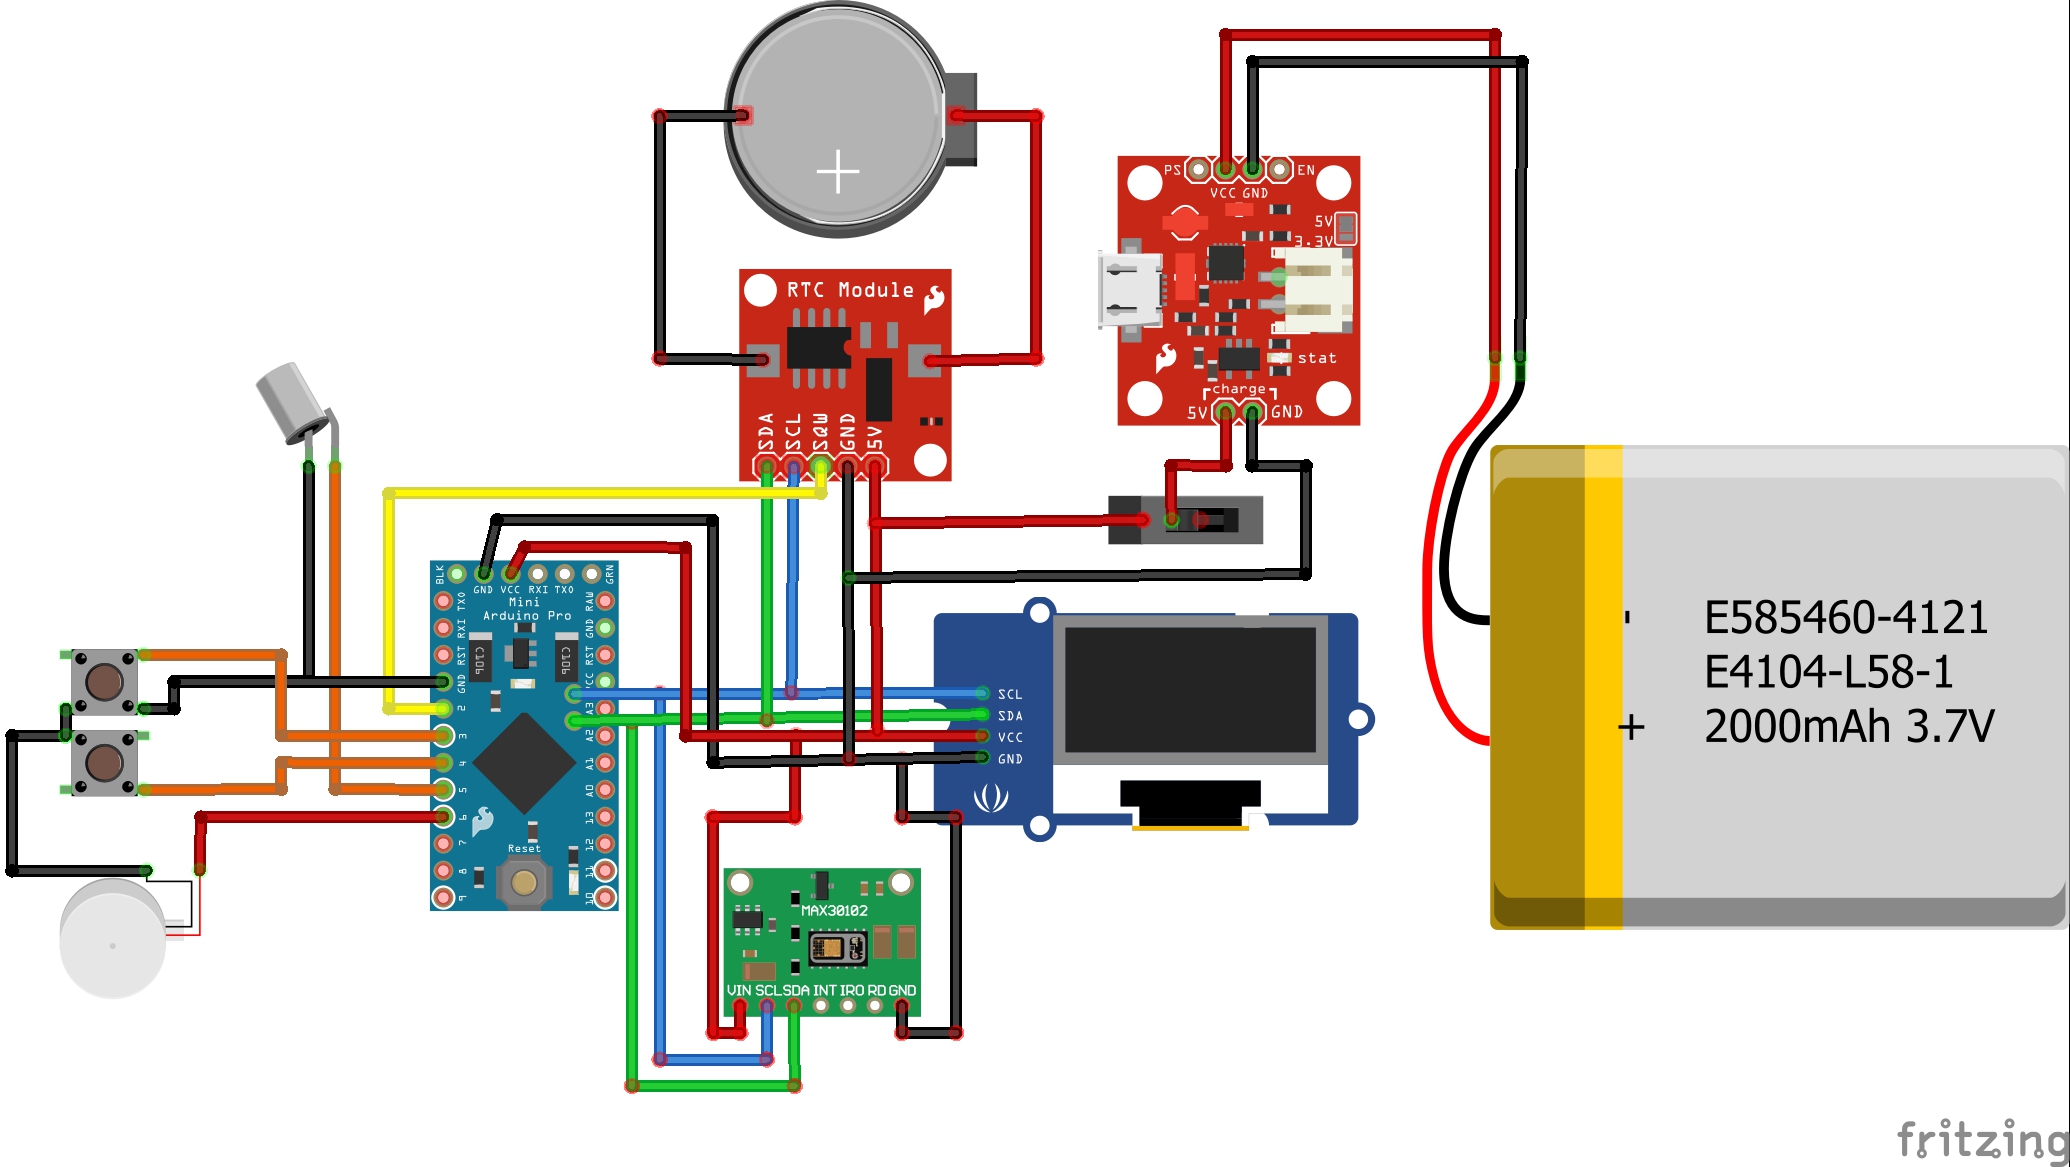 PS
EN
VCC GND
5V
3.3V
stat
charge
5V
GND
RTC Module
SDA
SCL
SQW
GND
5V
BLK
GND VCC RXI TXO
GRN
Mini
Arduino Pro
TXO
RXI
RST
GND
2
3
4
5
6
7
8
9
RAW
GND
RST
VCC
A3
A2
A1
A0
13
12
11
10
C10P
C10P
Reset
SCL
SDA
VCC
GND
MAX30102
VIN SCL SDA INT IRO RD GND
- E585460-4121
E4104-L58-1
+ 2000mAh 3.7V
fritzing